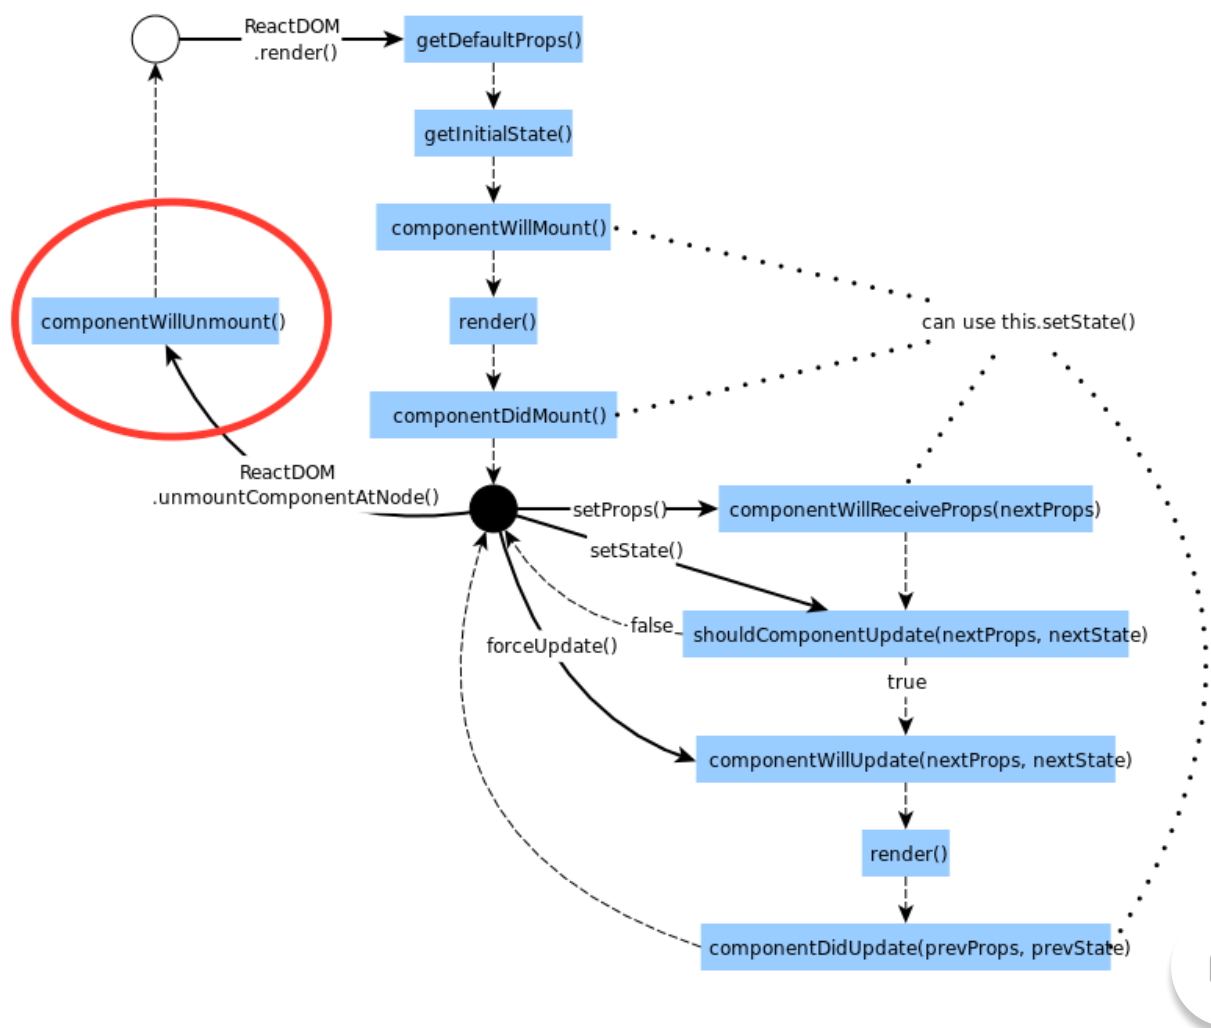 ReactDOM
.render()
getDefaultProps()
getInitialState()
componentWillMount()
componentWillUnmount()
render()
can use this.setState()
componentDidMount()
ReactDOM
.unmountComponentAtNode()
setProps()
componentWillReceiveProps(nextProps)
setState()
false
shouldComponentUpdate(nextProps, nextState)
forceUpdate()
true
componentWillUpdate(nextProps, nextState)
render()
componentDidUpdate(prevProps, prevState)